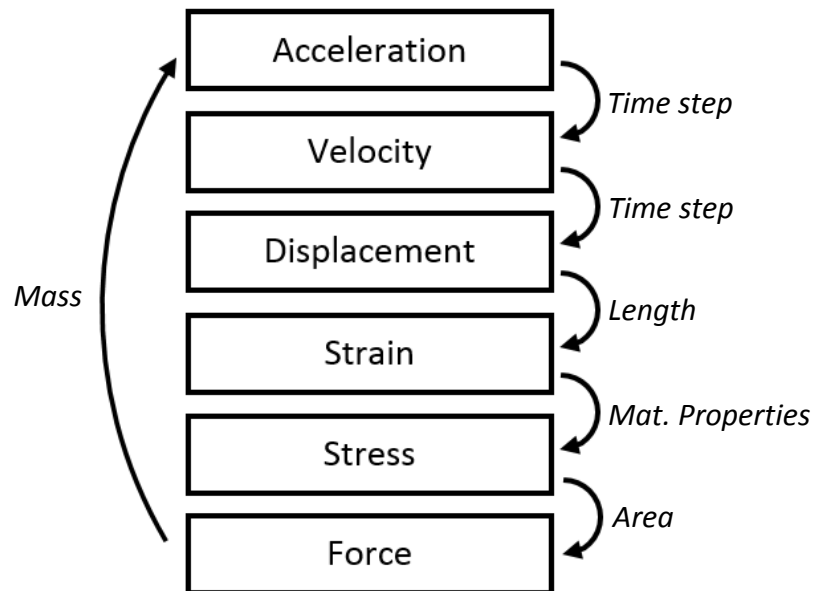 Acceleration
Time step
Velocity
Time step
Displacement
Mass
Length
Strain
Mat. Properties
Stress
Area
Force